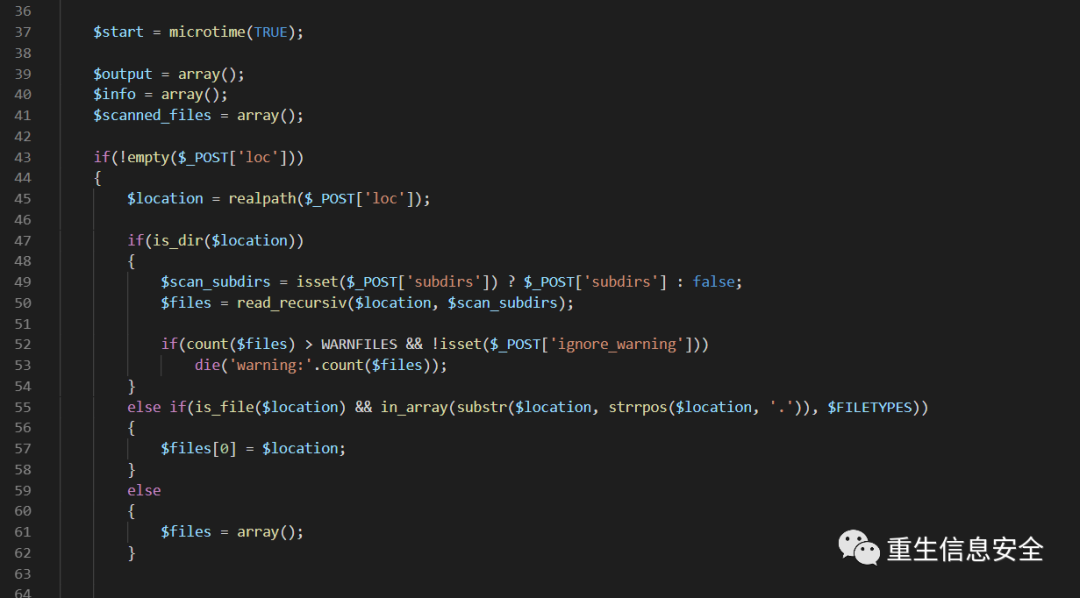 36
37 $start = microtime(TRUE);
38
39 $output = array();
40 $info = array();
41 $scanned_files = array();
42
43 if(!empty($_POST['loc']))
44 {
45 $location = realpath($_POST['loc']);
46
47 if(is_dir($location))
48 {
49 $scan_subdirs = isset($_POST['subdirs']) ? $_POST['subdirs'] : false;
50 $files = read_recursiv($location, $scan_subdirs);
51
52 if(count($files) > WARNFILES && !isset($_POST['ignore_warning']))
53 die('warning:'.count($files));
54 }
55 else if(is_file($location) && in_array(substr($location, strrpos($location, '.')), $FILETYPES))
56 {
57 $files[0] = $location;
58 }
59 else
60 {
61 $files = array();
62 }
63
64
重生信息安全